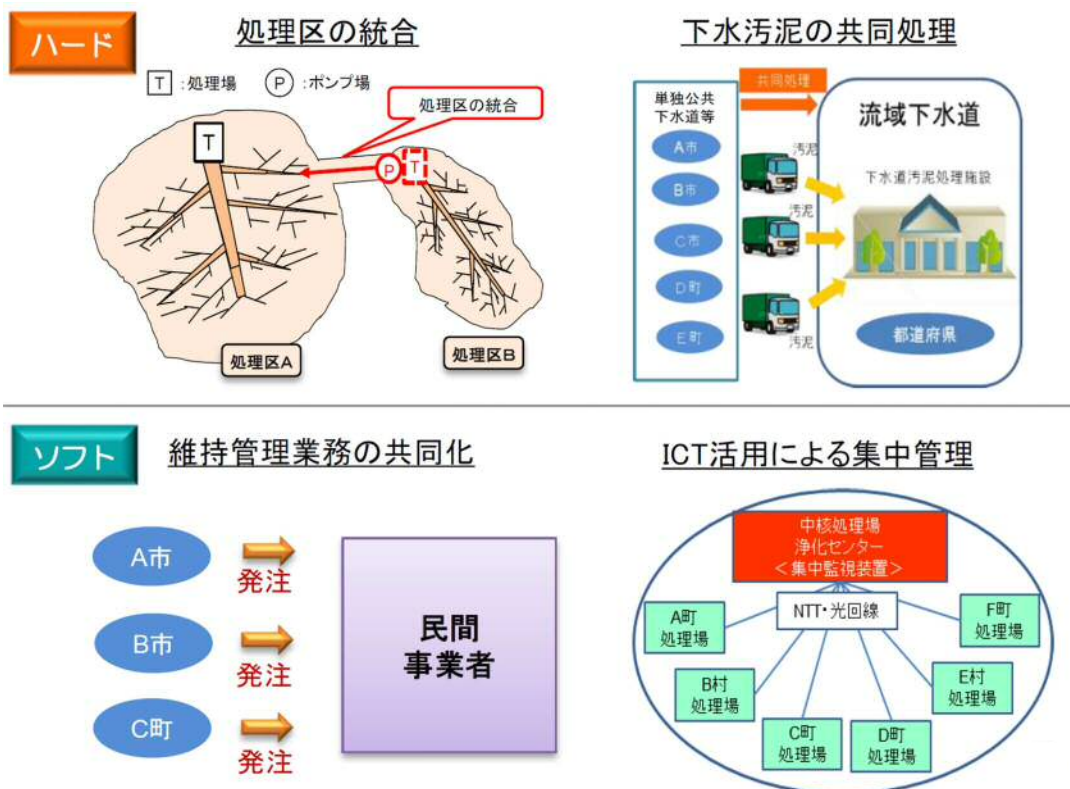 ハード
処理区の統合
T :処理場 P :ポンプ場
処理区の統合
T
P
T
処理区A
処理区B
下水汚泥の共同処理
共同処理
単独公共
下水道等
A市
B市
C市
D町
E町
汚泥
汚泥
汚泥
流域下水道
下水道汚泥処理施設
都道府県
ソフト
維持管理業務の共同化
A市
発注
B市
発注
C町
発注
民間
事業者
ICT活用による集中管理
中核処理場
浄化センター
<集中監視装置>
NTT・光回線
A町
処理場
B村
処理場
C町
処理場
D町
処理場
E村
処理場
F町
処理場